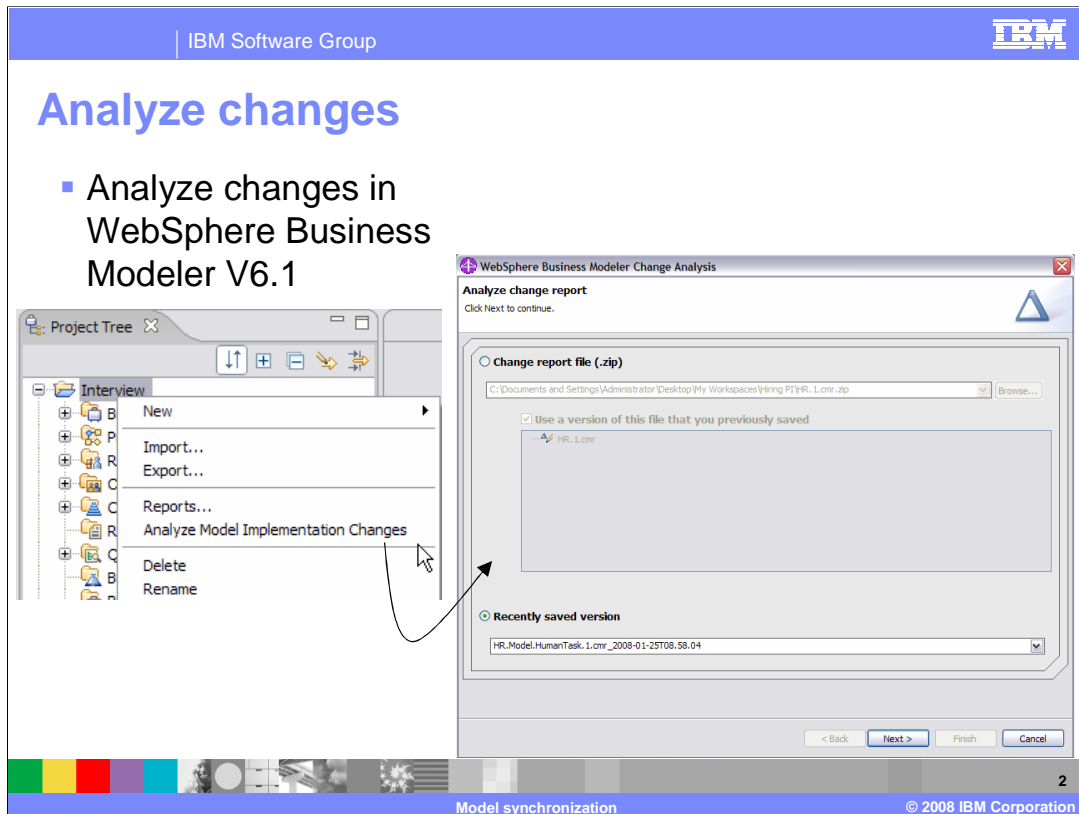 IBM Software Group
IBM
Analyze changes
Analyze changes in
WebSphere Business
Modeler V6.1
Project Tree
Interview
B
P
R
O
C
R
Q
B
New
Import...
Export...
Reports...
Analyze Model Implementation Changes
Delete
Rename
WebSphere Business Modeler Change Analysis
Analyze change report
Click Next to continue.
Change report file (.zip)
C:\Documents and Settings\Administrator\Desktop\My Workspaces\Hiring PI\HR.1.cmr.zip
Browse...
Use a version of this file that you previously saved
HR.1.cmr
Recently saved version
HR.Model.HumanTask.1.cmr_2008-01-25T08.58.04
< Back
Next >
Finish
Cancel
2
Model synchronization
© 2008 IBM Corporation